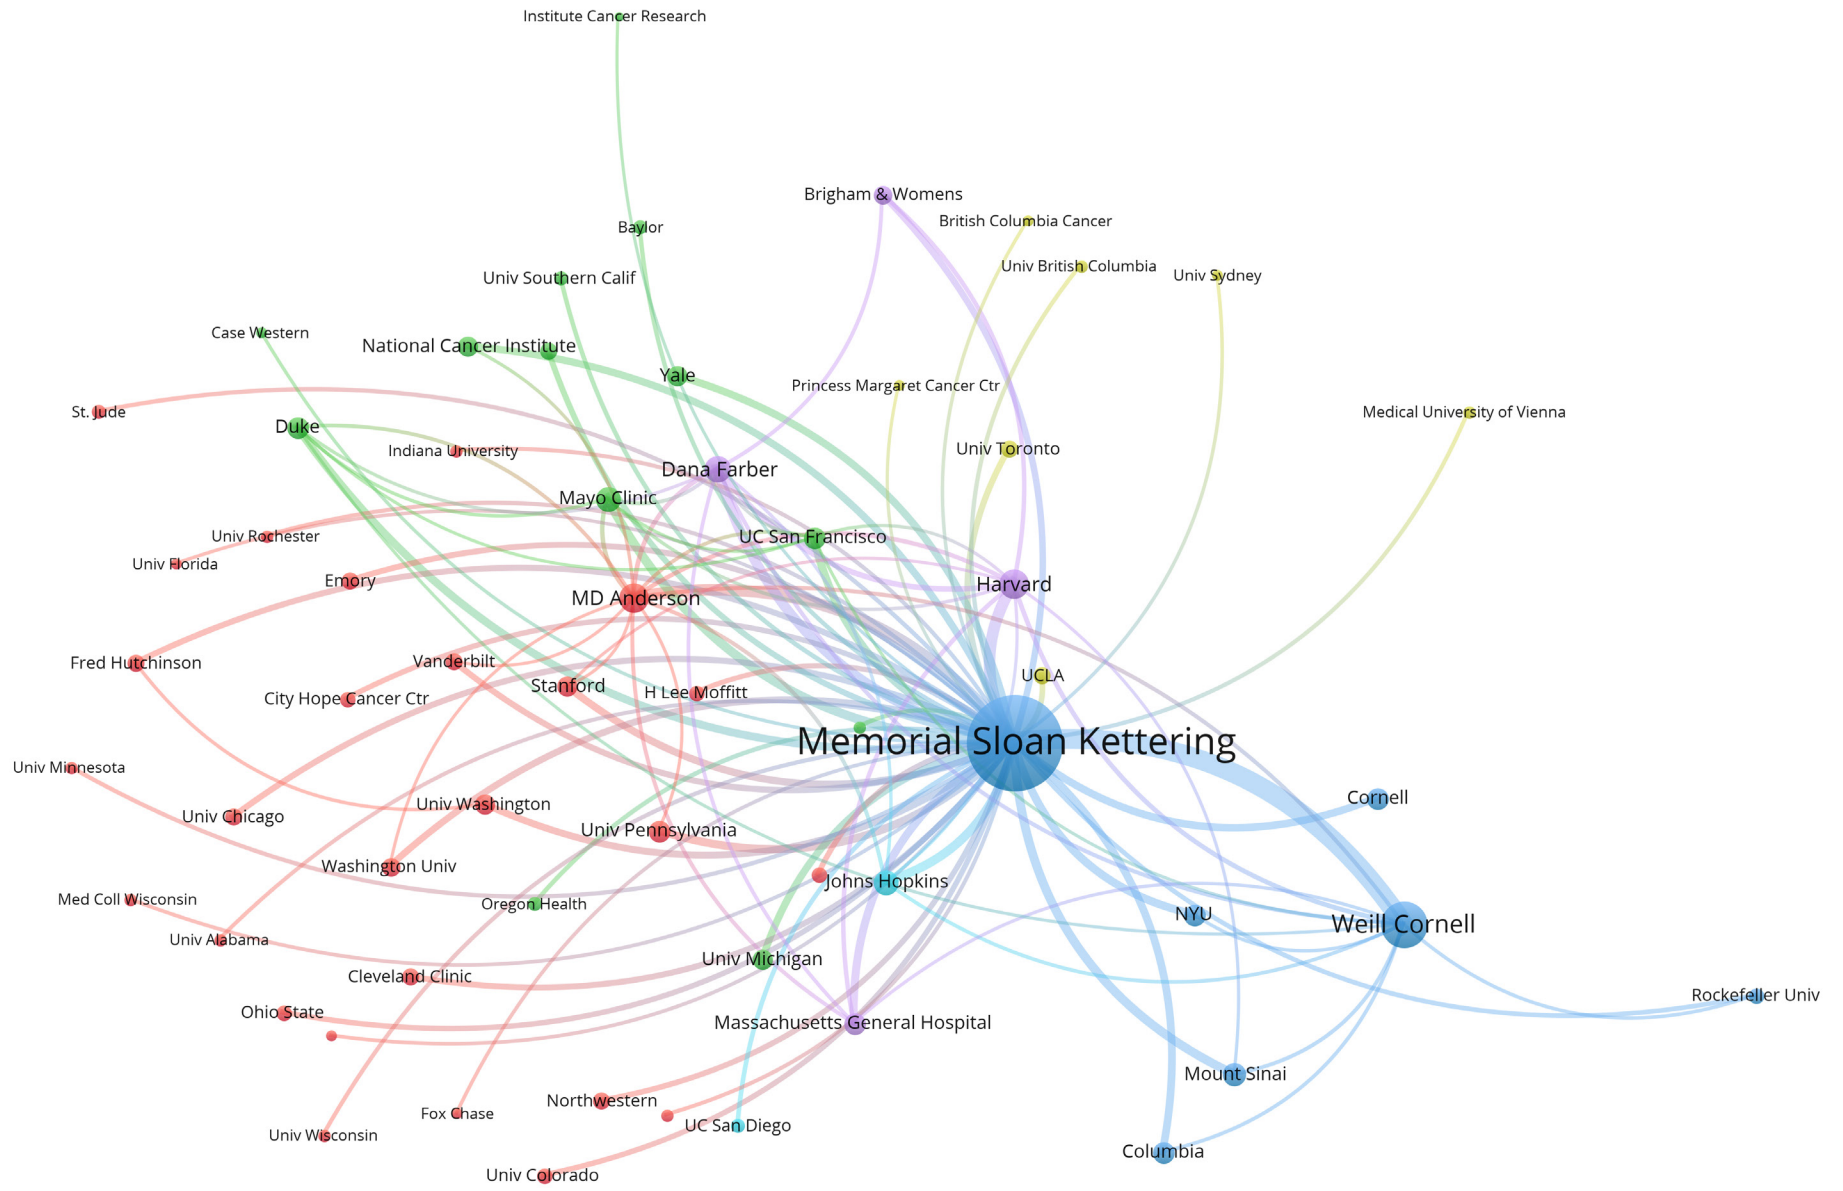 Institute Cancer Research
Brigham & Womens
British Columbia Cancer
Baylor
Univ British Columbia
Univ Sydney
Univ Southern Calif
Case Western
National Cancer Institute
Yale
Princess Margaret Cancer Ctr
St. Jude
Medical University of Vienna
Duke
Indiana University
Univ Toronto
Dana Farber
Mayo Clinic
Univ Rochester
UC San Francisco
Univ Florida
Emory
Harvard
MD Anderson
Fred Hutchinson
Vanderbilt
UCLA
Stanford
H Lee Moffitt
City Hope Cancer Ctr
Memorial Sloan Kettering
Univ Minnesota
Cornell
Univ Washington
Univ Chicago
Univ Pennsylvania
Washington Univ
Johns Hopkins
Med Coll Wisconsin
Oregon Health
NYU
Weill Cornell
Univ Alabama
Univ Michigan
Cleveland Clinic
Rockefeller Univ
Ohio State
Massachusetts General Hospital
Mount Sinai
Northwestern
Fox Chase
UC San Diego
Univ Wisconsin
Columbia
Univ Colorado